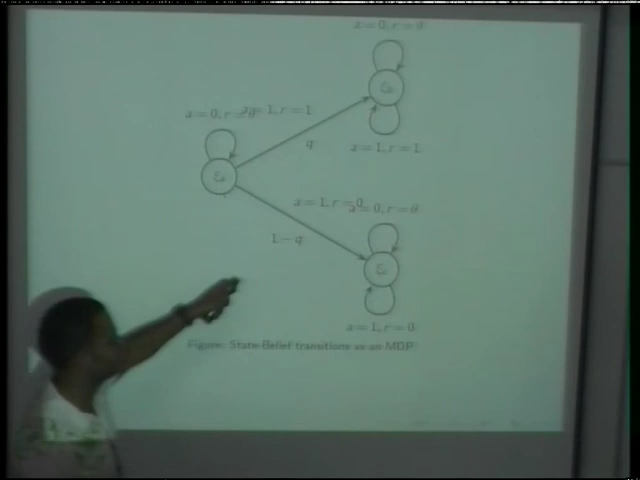 x = 0, r = θ
x = 0, r = θ
x = 1, r = 1
q
x = 1, r = 1
x = 1, r = 0
x = 0, r = θ
1 − q
x = 1, r = 0
Figure: State-Belief transitions as an MDP